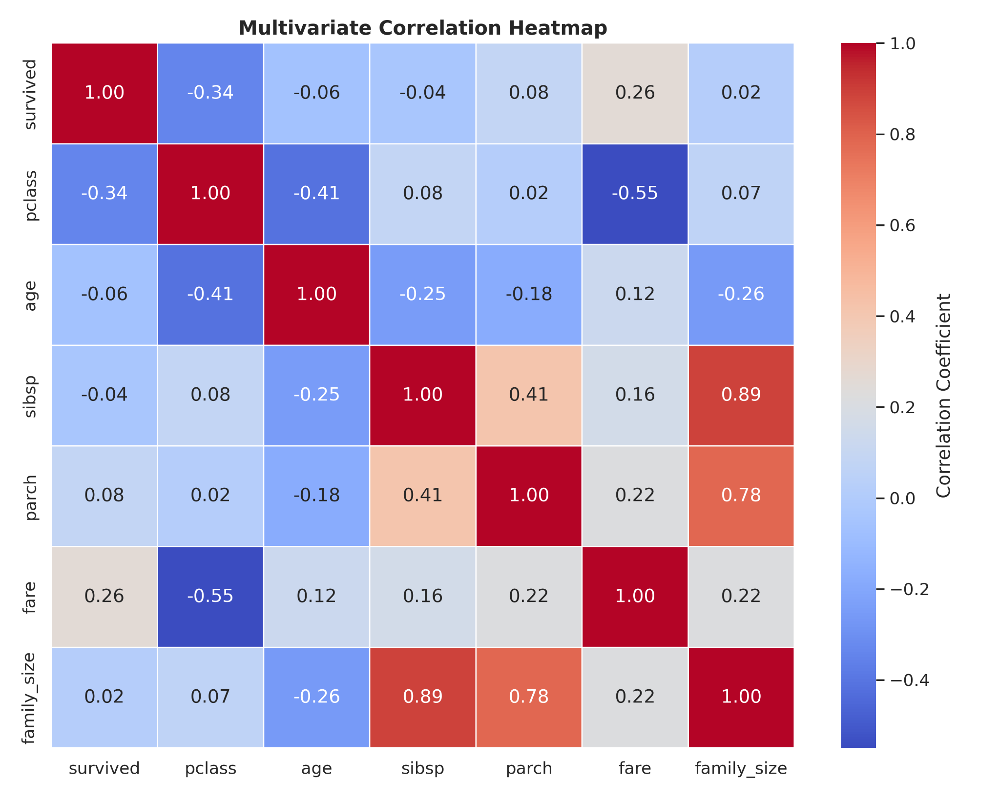 Multivariate Correlation Heatmap
survived 1.00 -0.34 -0.06 -0.04 0.08 0.26 0.02
pclass -0.34 1.00 -0.41 0.08 0.02 -0.55 0.07
age -0.06 -0.41 1.00 -0.25 -0.18 0.12 -0.26
sibsp -0.04 0.08 -0.25 1.00 0.41 0.16 0.89
parch 0.08 0.02 -0.18 0.41 1.00 0.22 0.78
fare 0.26 -0.55 0.12 0.16 0.22 1.00 0.22
family_size 0.02 0.07 -0.26 0.89 0.78 0.22 1.00
survived pclass age sibsp parch fare family_size
1.0
0.8
0.6
0.4
0.2
0.0
−0.2
−0.4
Correlation Coefficient